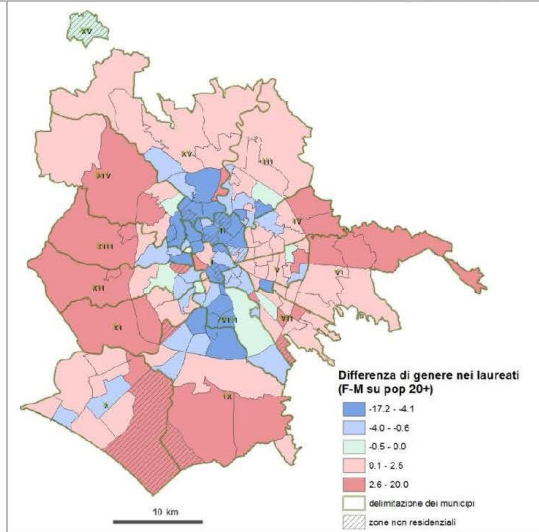 XV
XV
III
XIV
II
IV
XIII
V
VI
XII
VIII
VII
XI
IX
X
Differenza di genere nei laureati
(F-M su pop 20+)
-17.2 - -4.1
-4.0 - -0.6
-0.5 - 0.0
0.1 - 2.5
2.6 - 20.0
delimitazione dei municipi
zone non residenziali
10 km